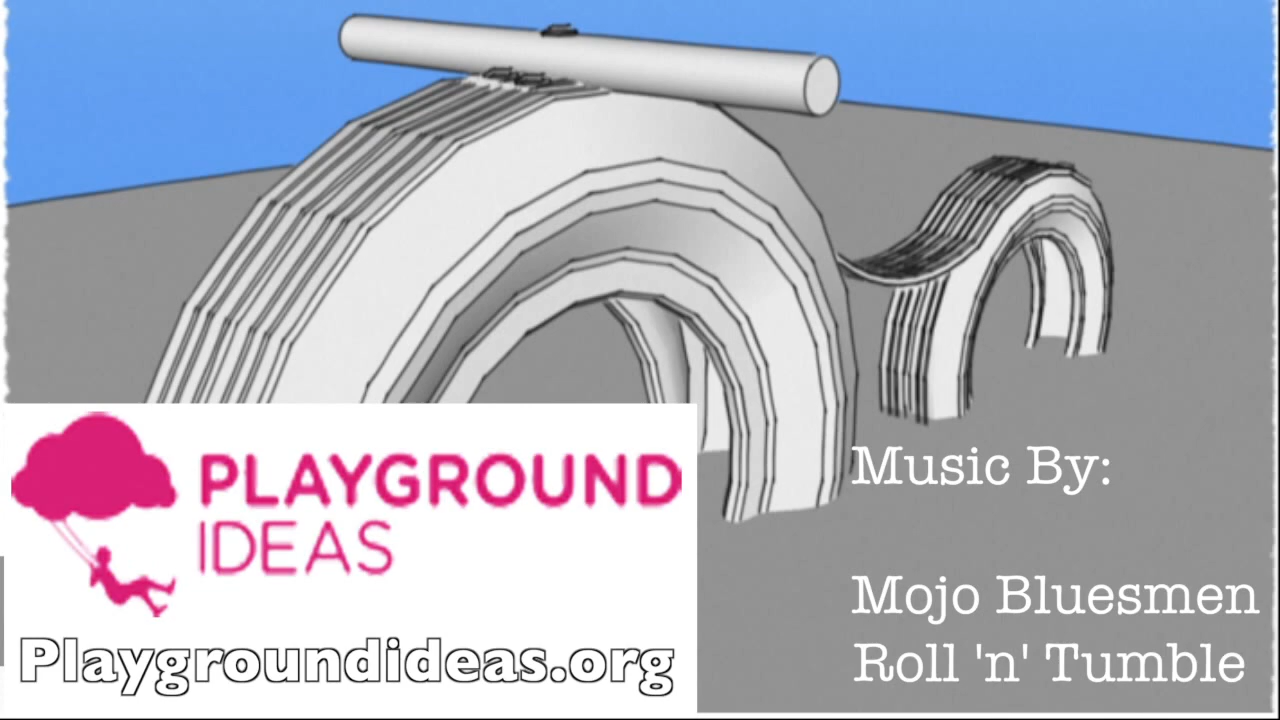 PLAYGROUND
IDEAS
Playgroundideas.org
Music By:
Mojo Bluesmen
Roll 'n' Tumble